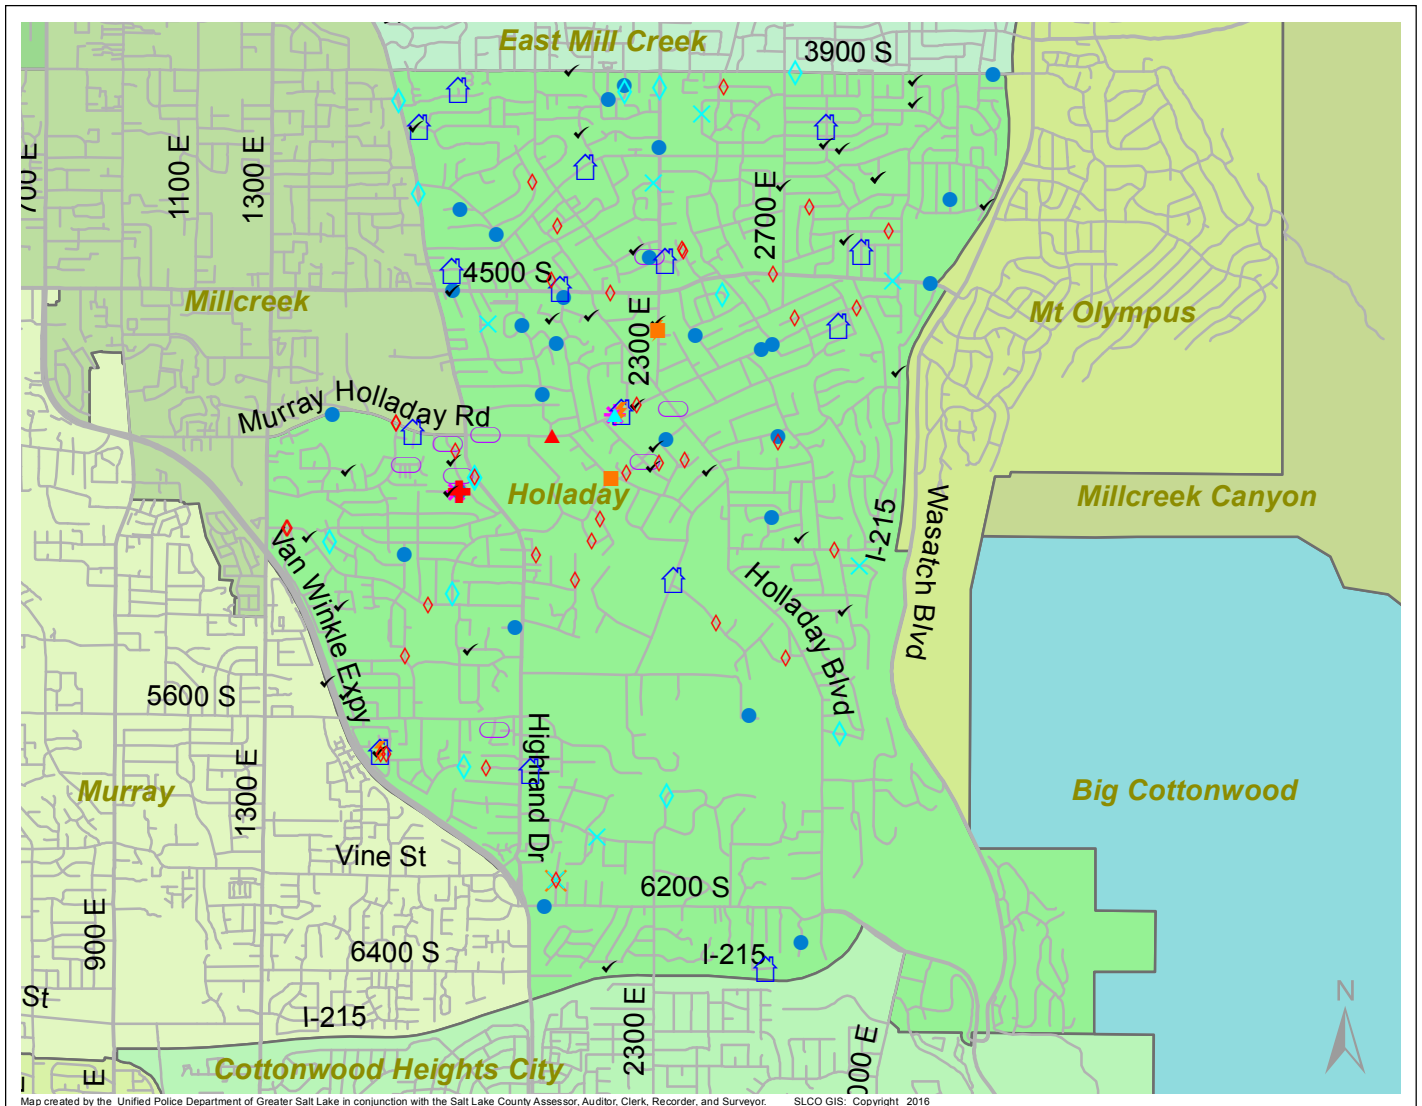 East Mill Creek
3900 S
700 E
1100 E
1300 E
2700 E
4500 S
Millcreek
2300 E
Mt Olympus
Murray Holladay Rd
Holladay
Millcreek Canyon
I-215
Wasatch Blvd
Van Winkle Expy
Holladay Blvd
5600 S
Highland Dr
Murray
1300 E
Big Cottonwood
Vine St
6200 S
900 E
6400 S
I-215
St
I-215
2300 E
000 E
N
Cottonwood Heights City
E
Map created by the Unified Police Department of Greater Salt Lake in conjunction with the Salt Lake County Assessor, Auditor, Clerk, Recorder, and Surveyor. SLCO GIS: Copyright 2016